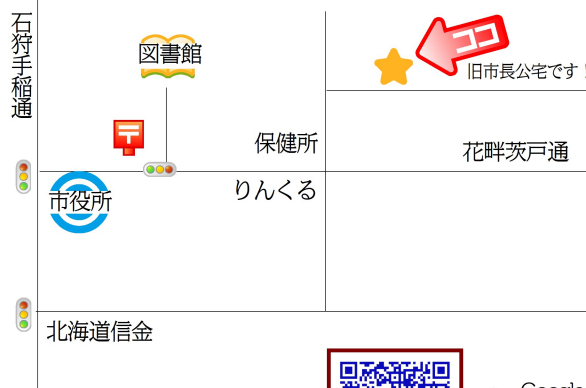 石狩手稲通
図書館
ココ
旧市長公宅です!
〒
保健所
花畔茨戸通
市役所
りんくる
北海道信金
Google